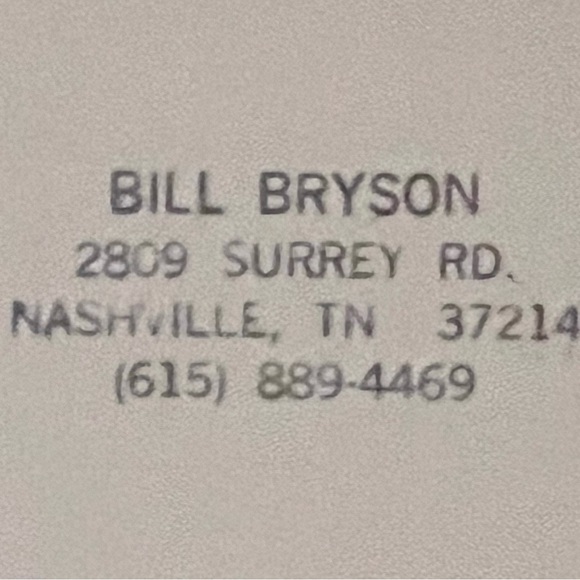 BILL BRYSON
2809 SURREY RD.
NASHVILLE, TN 37214
(615) 889-4469